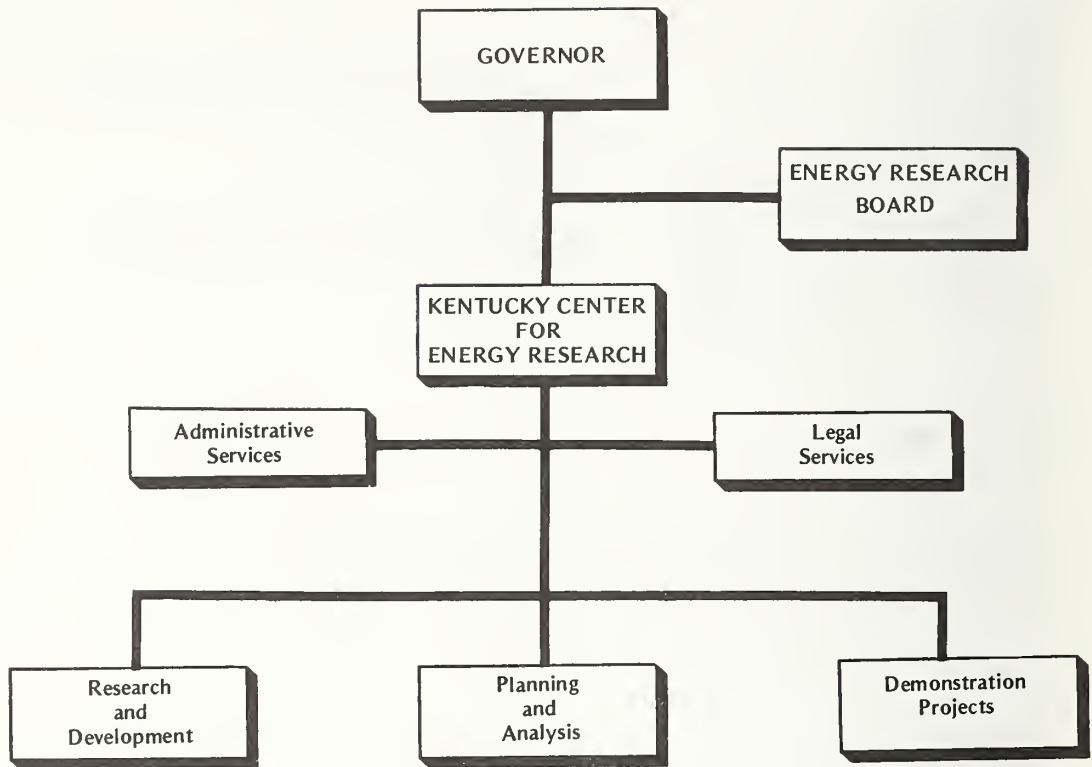 GOVERNOR
ENERGY RESEARCH
BOARD
KENTUCKY CENTER
FOR
ENERGY RESEARCH
Administrative
Services
Legal
Services
Research
and
Development
Planning
and
Analysis
Demonstration
Projects